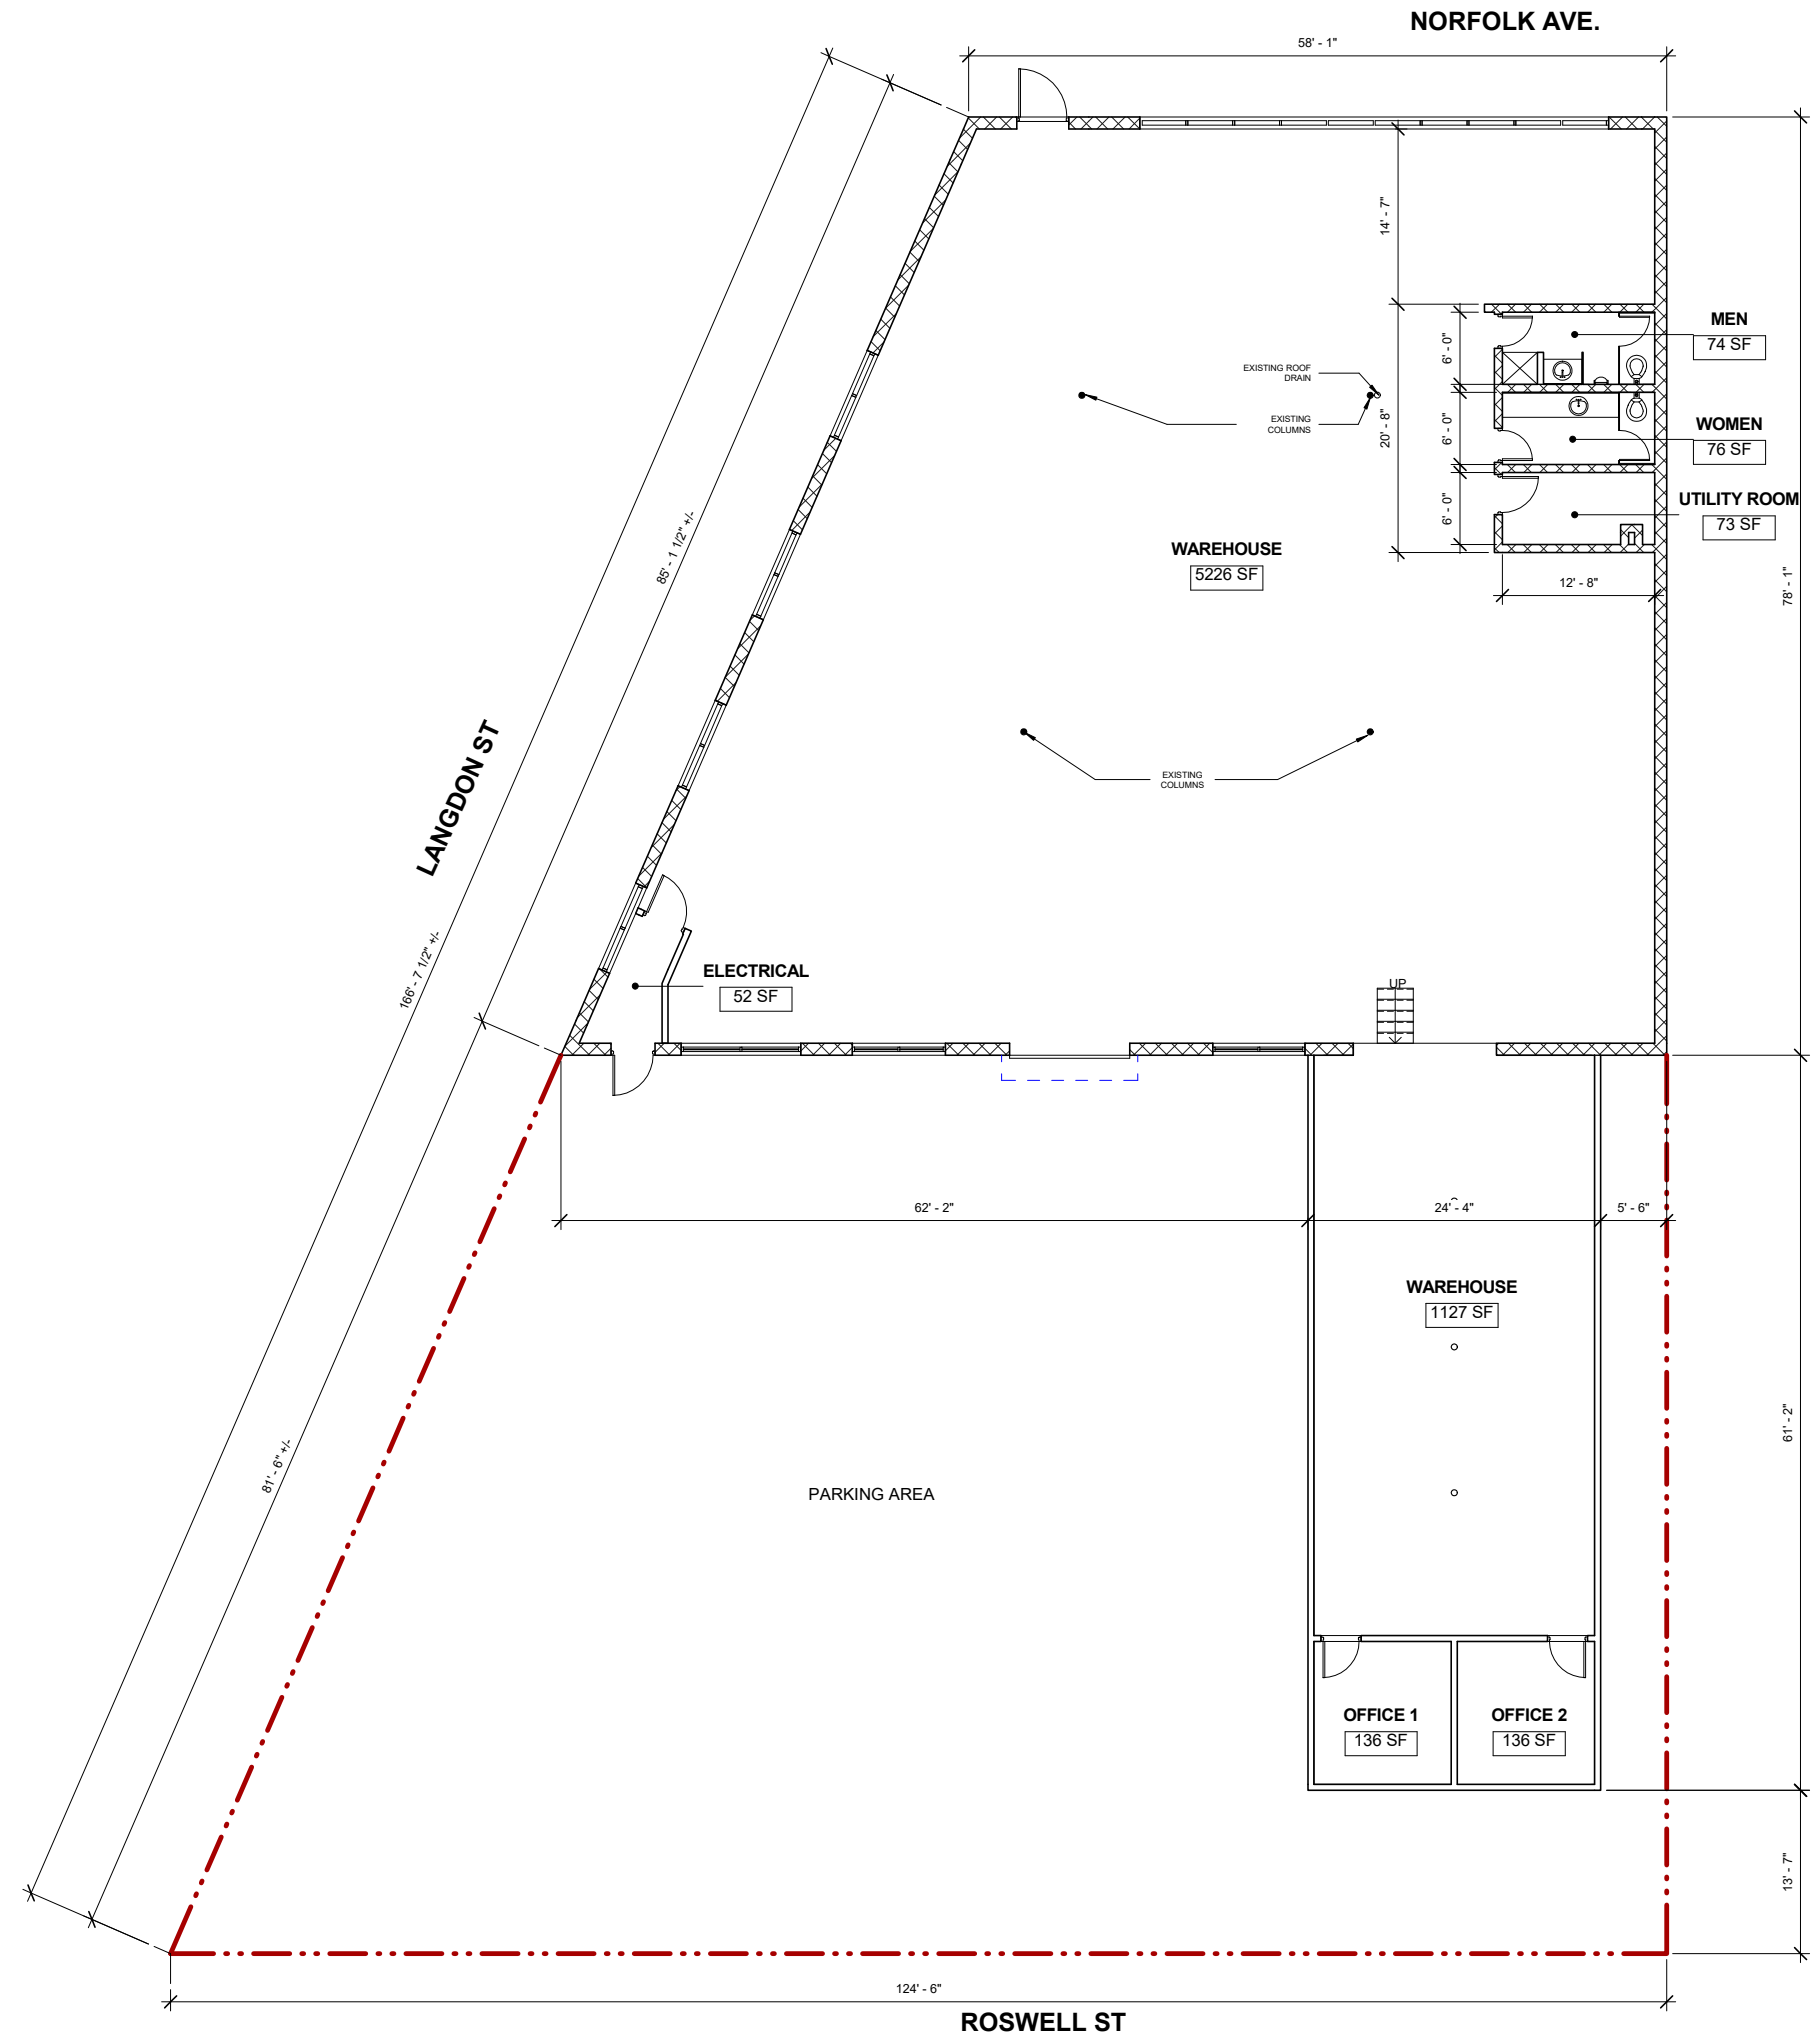 NORFOLK AVE.
58' - 1"
14' - 7"
MEN
74 SF
6' - 0"
EXISTING ROOF
DRAIN
EXISTING
COLUMNS
20' - 8"
6' - 0"
WOMEN
76 SF
UTILITY ROOM
73 SF
6' - 0"
85' - 1 1/2" +/-
WAREHOUSE
5226 SF
12' - 8"
78' - 1"
LANGDON ST
EXISTING
COLUMNS
166' - 7 1/2" +/-
ELECTRICAL
52 SF
UP
62' - 2"
24' - 4"
5' - 6"
WAREHOUSE
1127 SF
61' - 2"
81' - 6" +/-
PARKING AREA
OFFICE 1
136 SF
OFFICE 2
136 SF
13' - 7"
124' - 6"
ROSWELL ST